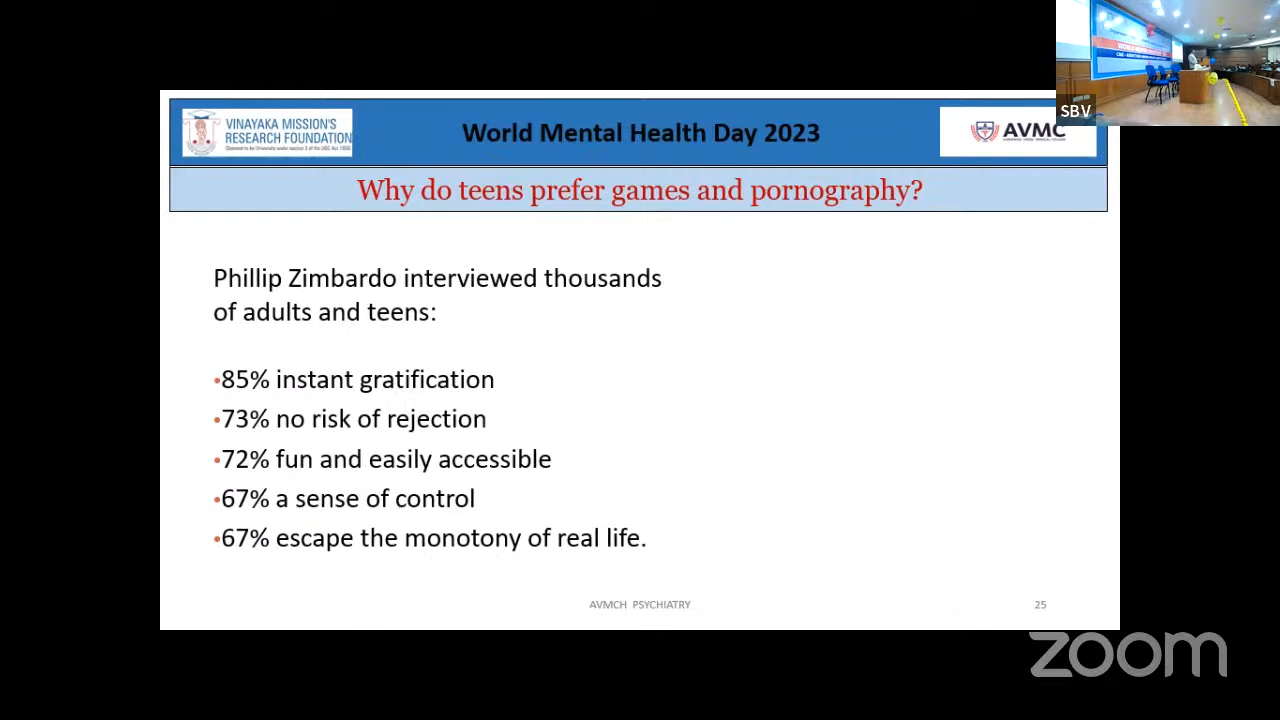 VINAYAKA MISSION'S
RESEARCH FOUNDATION
World Mental Health Day 2023
AVMC
SBV
Why do teens prefer games and pornography?
Phillip Zimbardo interviewed thousands
of adults and teens:
•85% instant gratification
•73% no risk of rejection
•72% fun and easily accessible
•67% a sense of control
•67% escape the monotony of real life.
AVMCH PSYCHIATRY
25
zoom